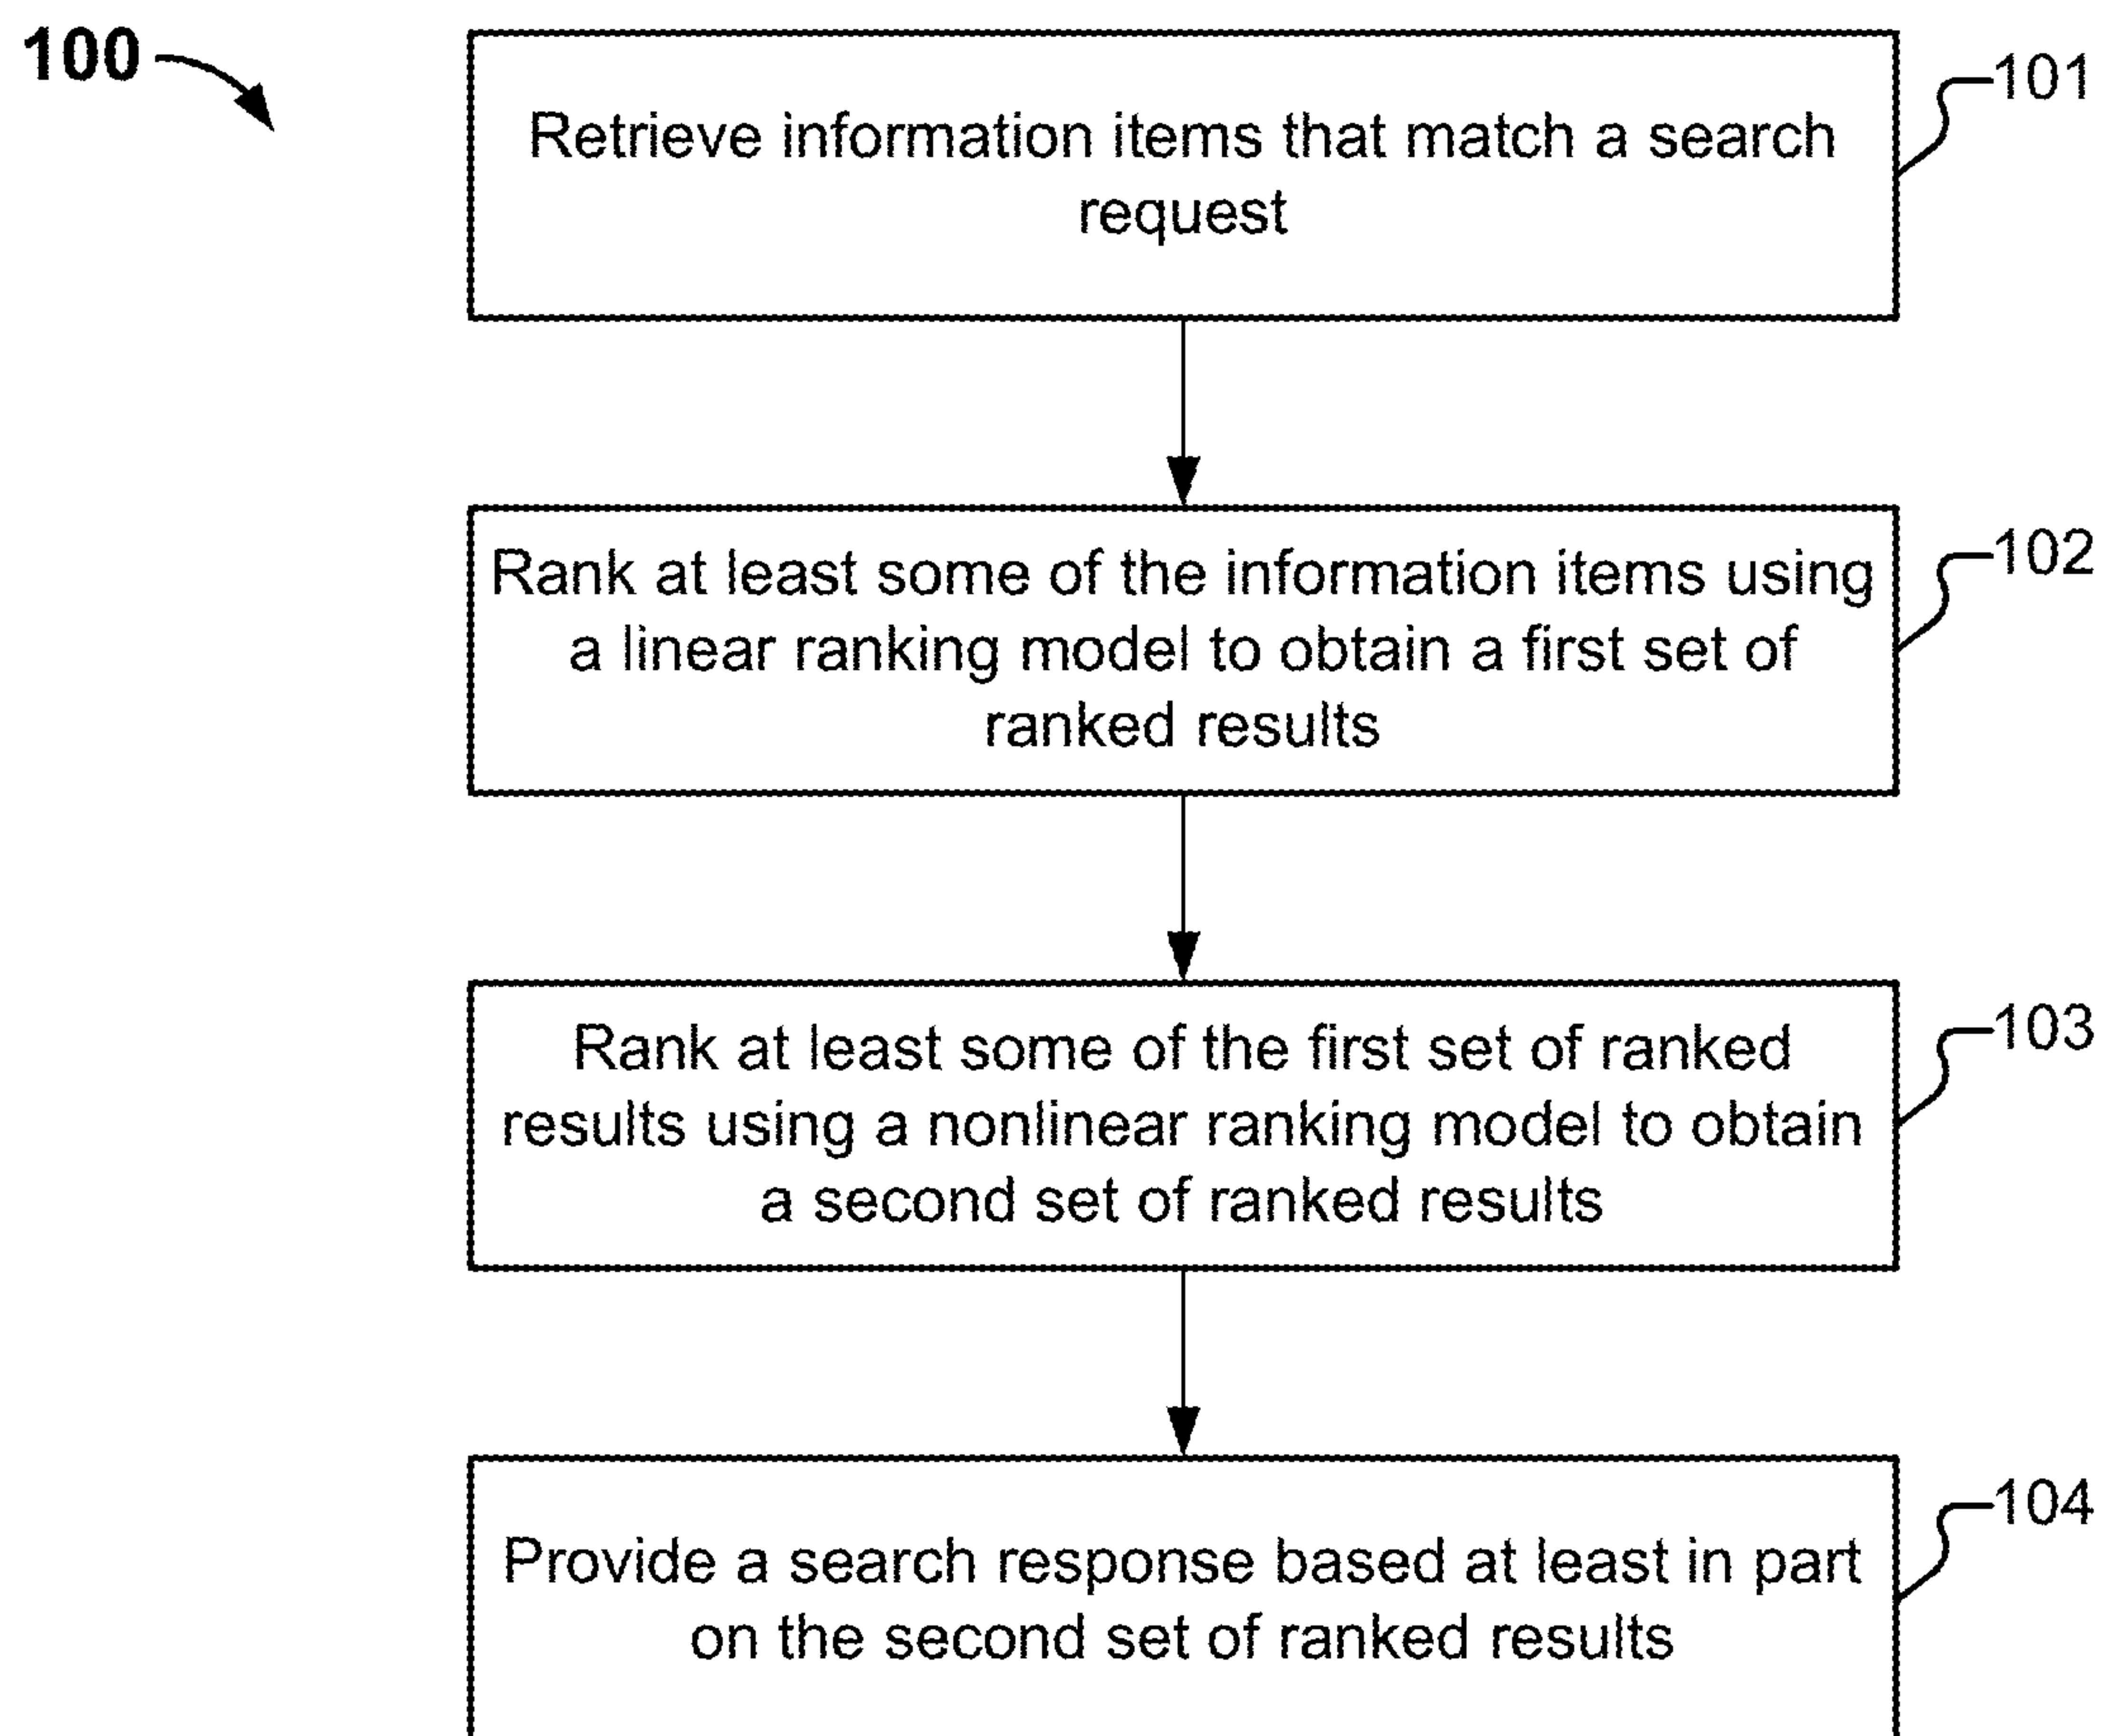 100
101
Retrieve information items that match a search
request
102
Rank at least some of the information items using
a linear ranking model to obtain a first set of
ranked results
103
Rank at least some of the first set of ranked
results using a nonlinear ranking model to obtain
a second set of ranked results
104
Provide a search response based at least in part
on the second set of ranked results